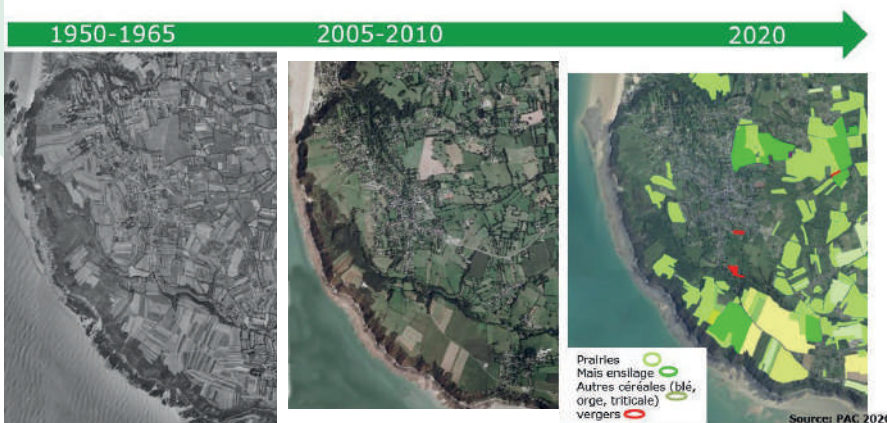 1950-1965 2005-2010 2020
Prairies
Maïs ensilage
Autres céréales (blé,
orge, triticale)
vergers
Source: PAC 2020